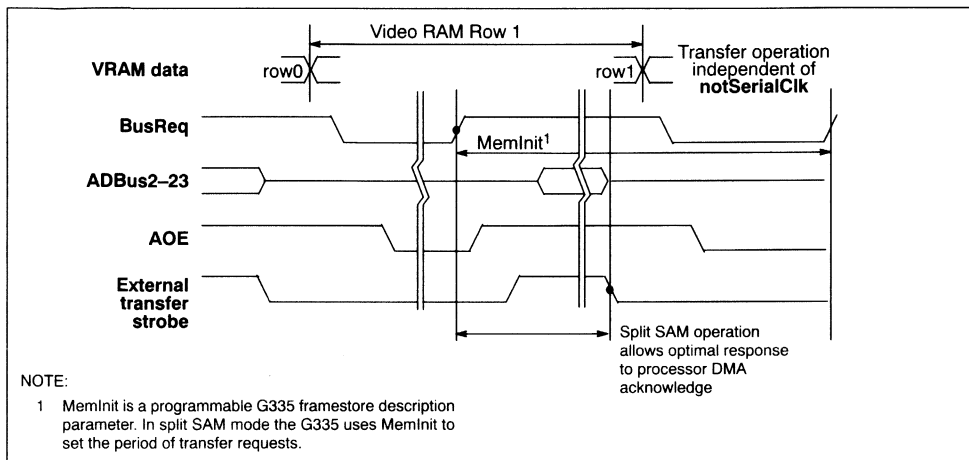 Video RAM Row 1
VRAM data
row0
row1
Transfer operation
independent of
notSerialClk
BusReq
MemInit1
ADBus2–23
AOE
External
transfer
strobe
Split SAM operation
allows optimal response
to processor DMA
acknowledge
NOTE:
1 MemInit is a programmable G335 framestore description
parameter. In split SAM mode the G335 uses MemInit to
set the period of transfer requests.